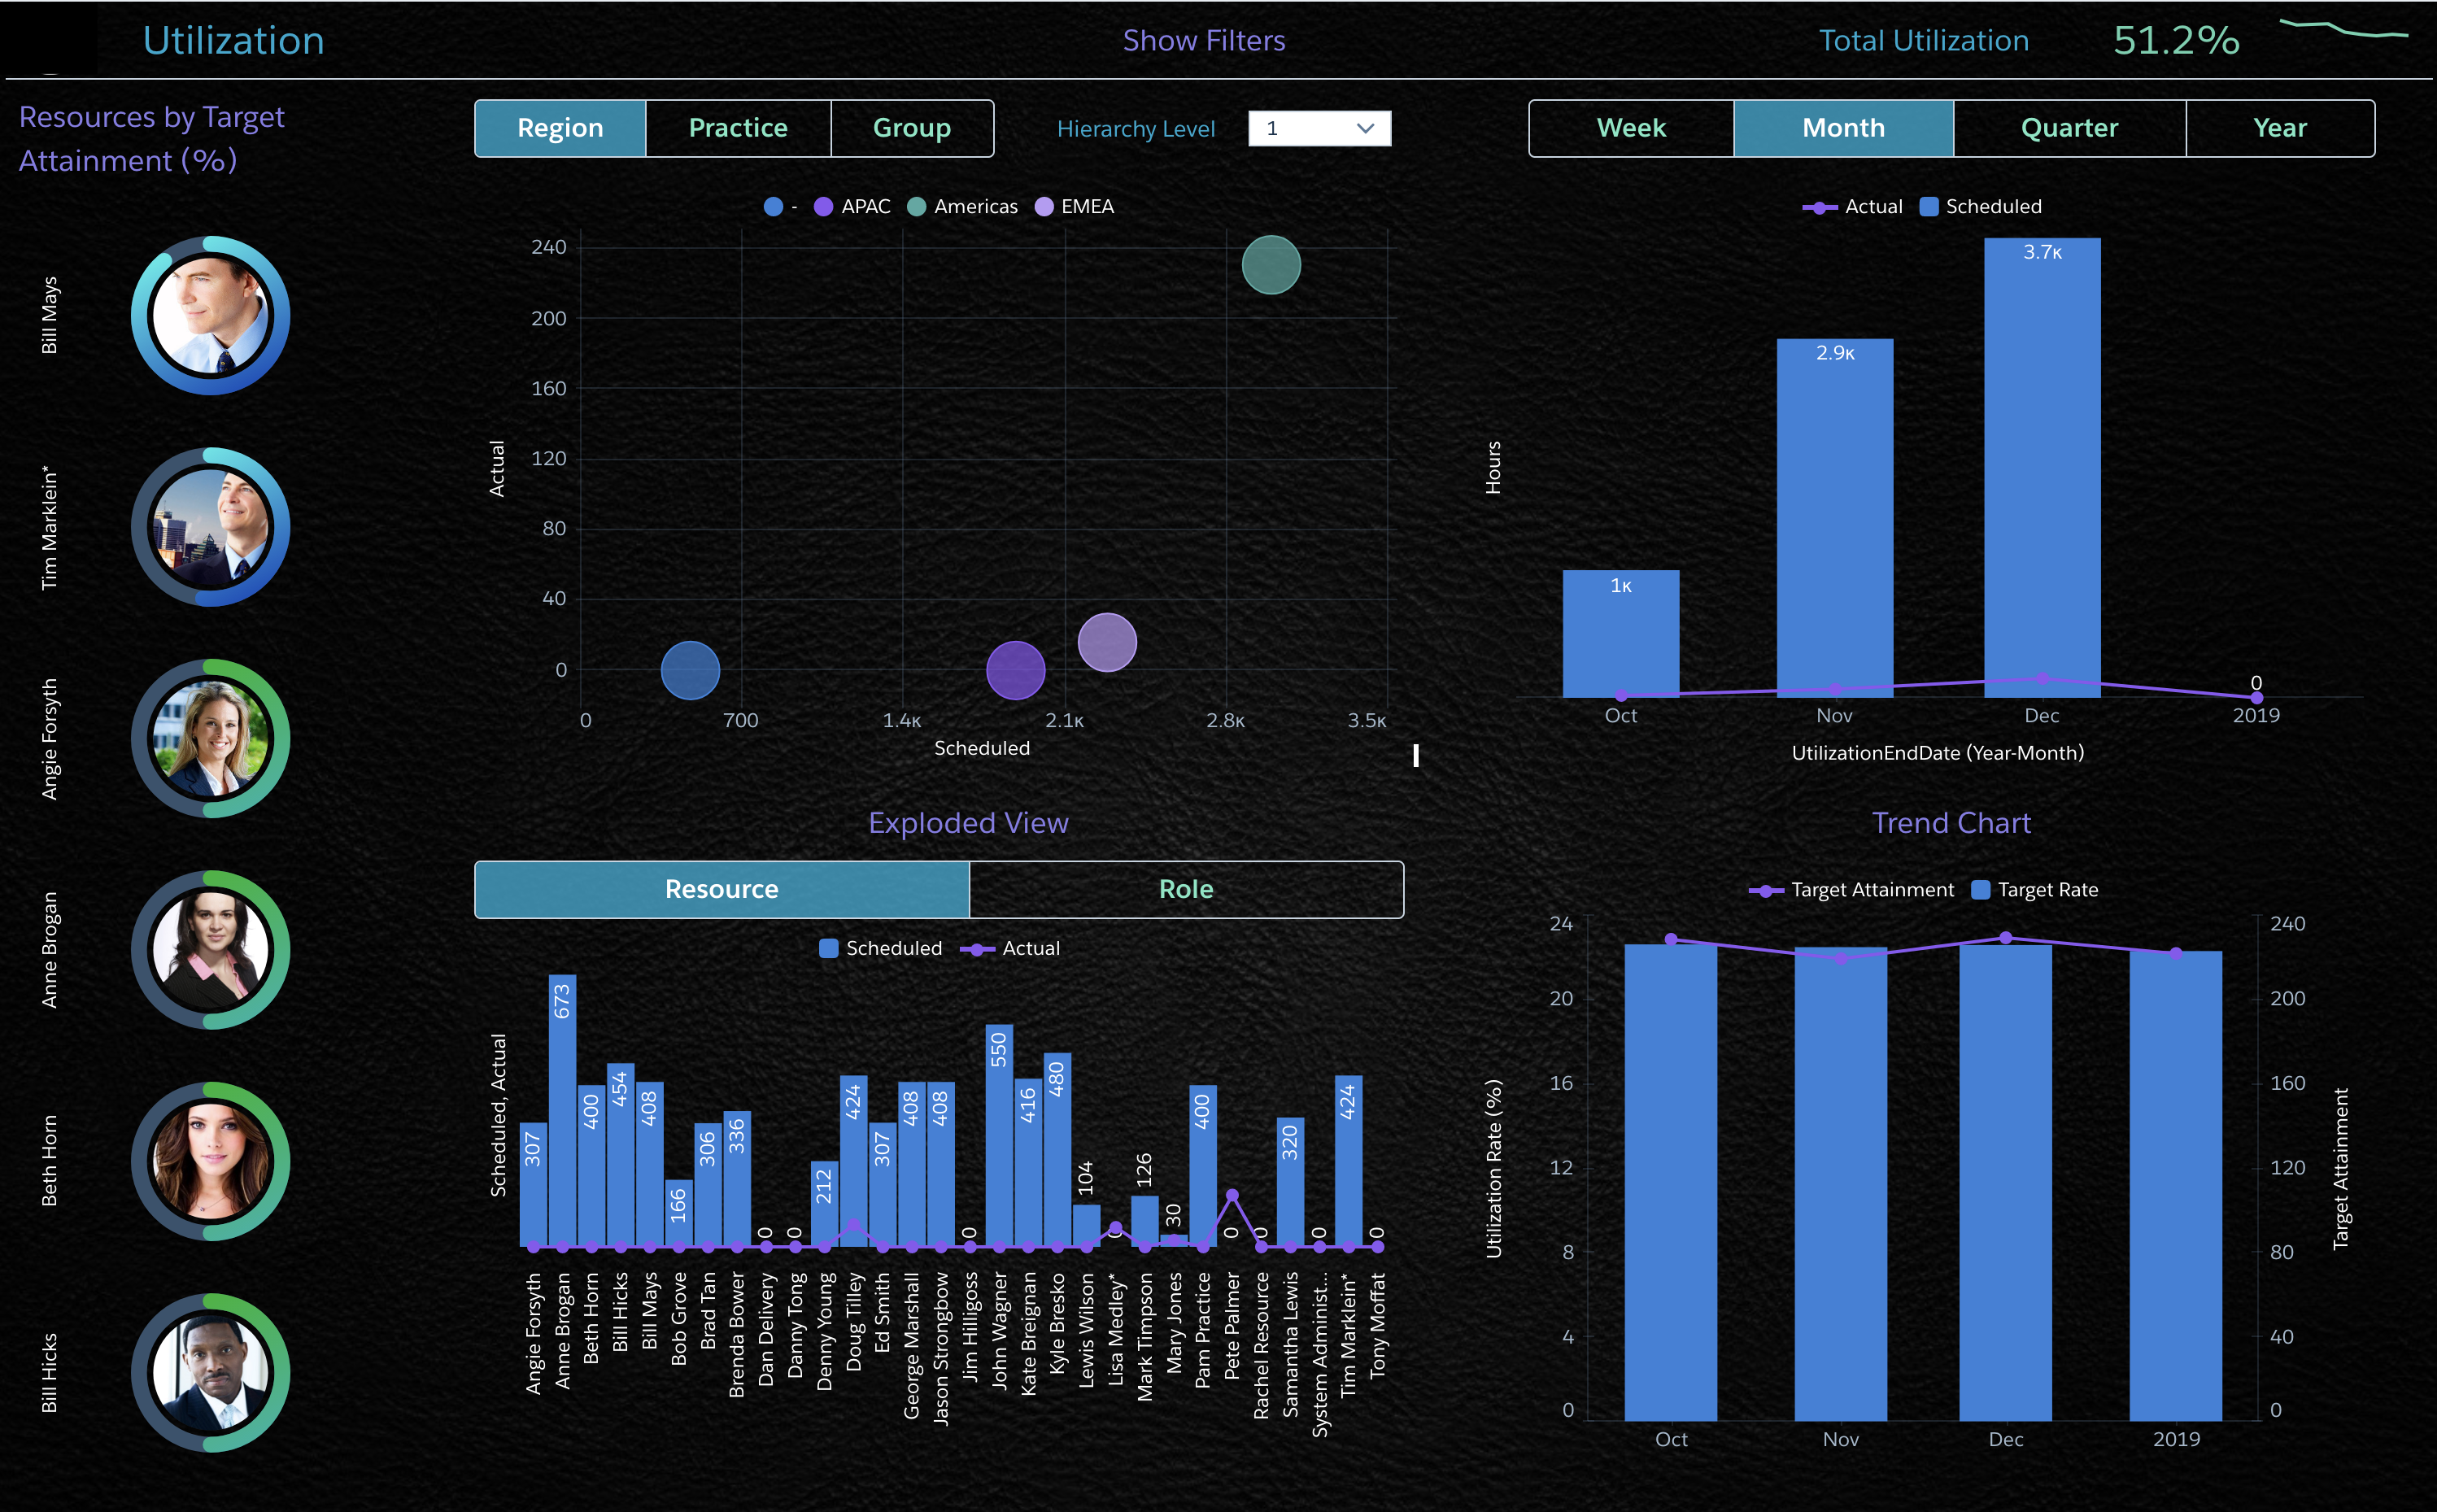 Utilization
Show Filters
Total Utilization
51.2%
Resources by Target
Attainment (%)
Bill Mays
Tim Marklein*
Angie Forsyth
Anne Brogan
Beth Horn
Bill Hicks
Region Practice Group
Hierarchy Level 1
- APAC Americas EMEA
Actual
240
200
160
120
80
40
0
0 700 1.4K 2.1K 2.8K 3.5K
Scheduled
Week Month Quarter Year
Actual Scheduled
Hours
1K 2.9K 3.7K 0
Oct Nov Dec 2019
UtilizationEndDate (Year-Month)
Exploded View
Resource Role
Scheduled Actual
Scheduled, Actual
307 673 400 454 408 166 306 336 0 0 212 424 307 408 408 0 550 416 480 104 0 126 30 400 0 0 320 0 424 0
Angie Forsyth
Anne Brogan
Beth Horn
Bill Hicks
Bill Mays
Bob Grove
Brad Tan
Brenda Bower
Dan Delivery
Danny Tong
Denny Young
Doug Tilley
Ed Smith
George Marshall
Jason Strongbow
Jim Hilligoss
John Wagner
Kate Breignan
Kyle Bresko
Lewis Wilson
Lisa Medley*
Mark Timpson
Mary Jones
Pam Practice
Pete Palmer
Rachel Resource
Samantha Lewis
System Administ...
Tim Marklein*
Tony Moffat
Trend Chart
Target Attainment Target Rate
Utilization Rate (%)
24
20
16
12
8
4
0
240
200
160
120
80
40
0
Target Attainment
Oct Nov Dec 2019